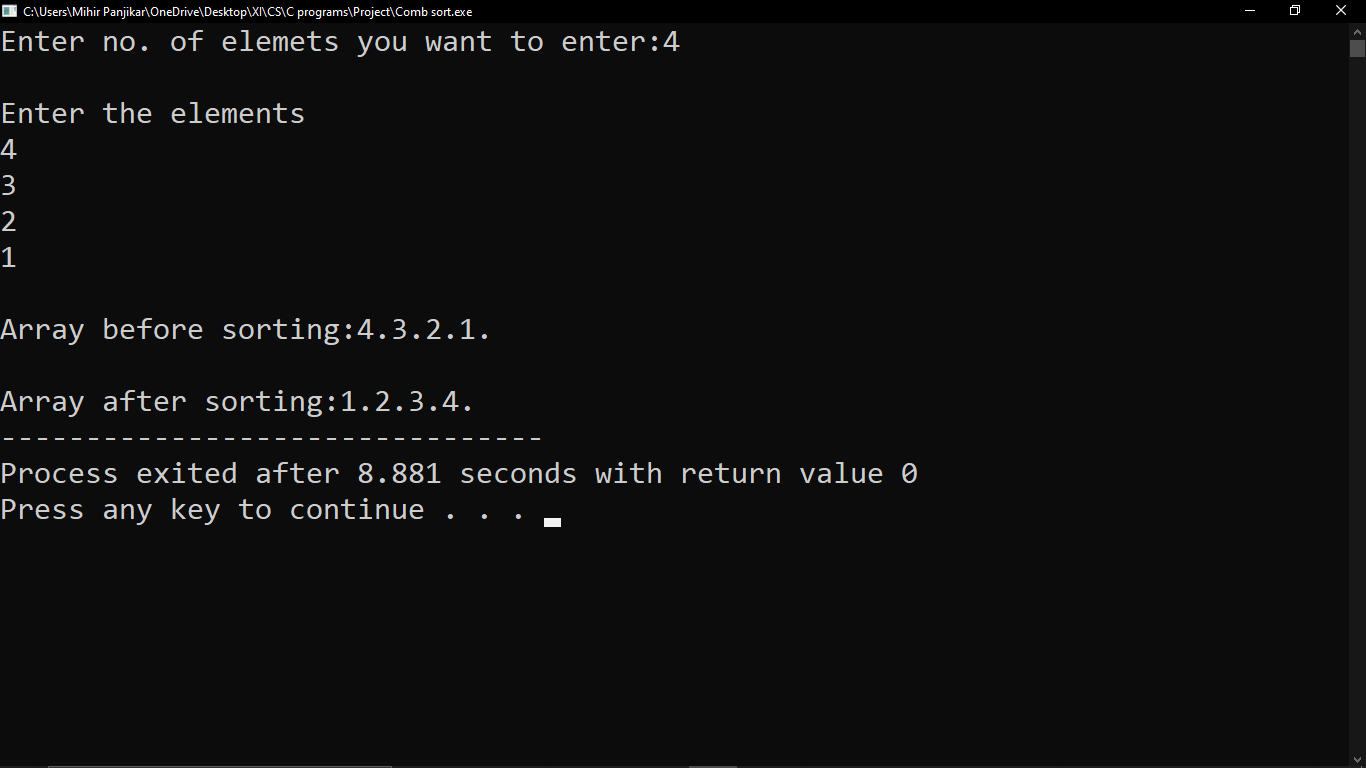 C:\Users\Mihir Panjikar\OneDrive\Desktop\XI\CS\C programs\Project\Comb sort.exe
Enter no. of elemets you want to enter:4
Enter the elements
4
3
2
1
Array before sorting:4.3.2.1.
Array after sorting:1.2.3.4.
--------------------------------
Process exited after 8.881 seconds with return value 0
Press any key to continue . . .